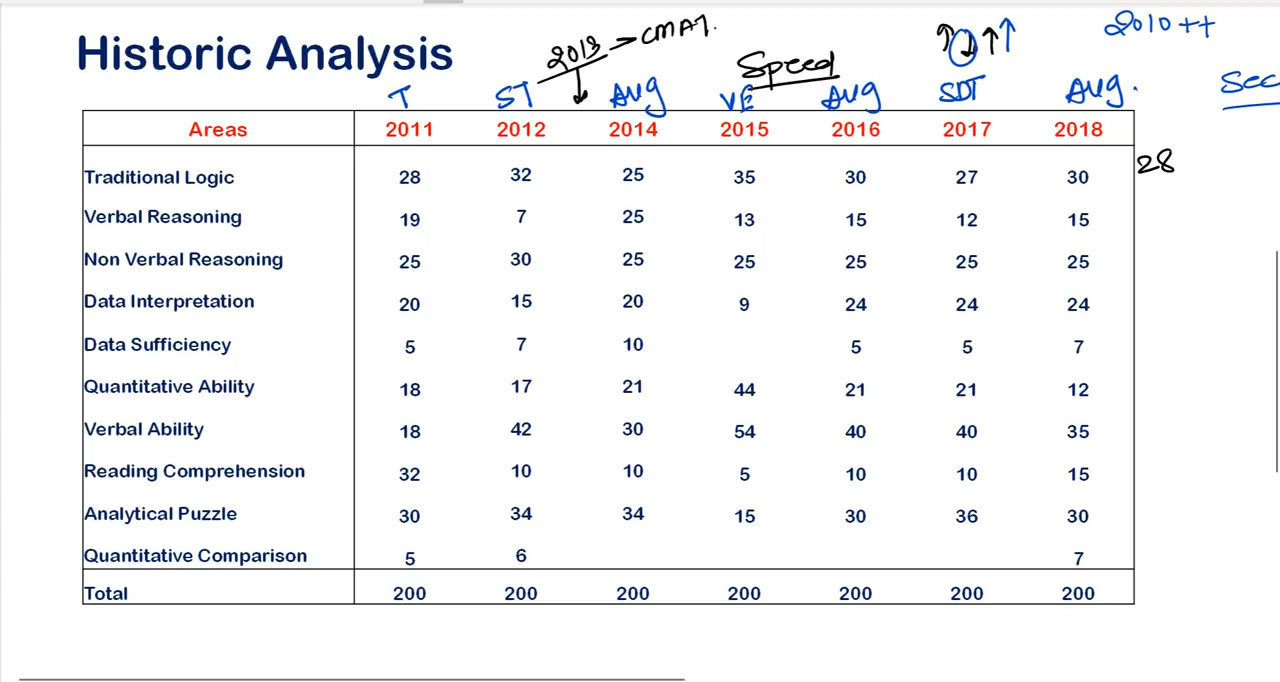 2010 ++
Historic Analysis
2013 → CMAT.
Speed
T ST AVG VE AVG SDT AVG. Sec
Areas 2011 2012 2014 2015 2016 2017 2018
Traditional Logic 28 32 25 35 30 27 30 28
Verbal Reasoning 19 7 25 13 15 12 15
Non Verbal Reasoning 25 30 25 25 25 25 25
Data Interpretation 20 15 20 9 24 24 24
Data Sufficiency 5 7 10 5 5 7
Quantitative Ability 18 17 21 44 21 21 12
Verbal Ability 18 42 30 54 40 40 35
Reading Comprehension 32 10 10 5 10 10 15
Analytical Puzzle 30 34 34 15 30 36 30
Quantitative Comparison 5 6 7
Total 200 200 200 200 200 200 200